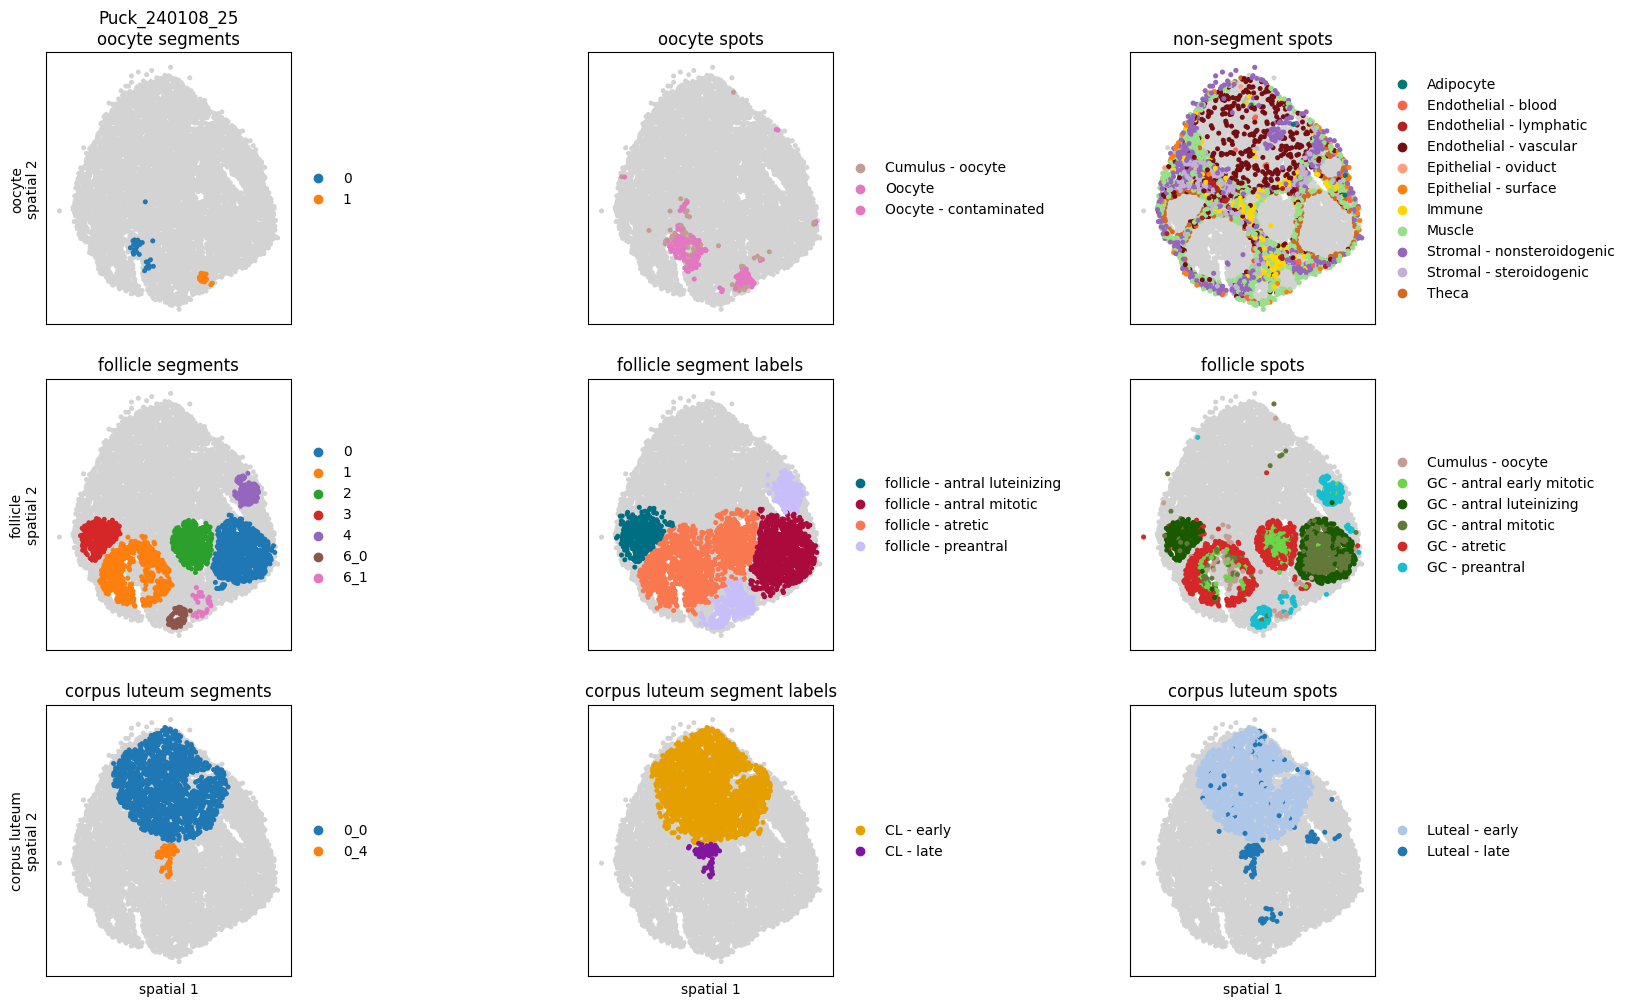 Puck_240108_25
oocyte segments
oocyte
spatial 2
0
1
oocyte spots
Cumulus - oocyte
Oocyte
Oocyte - contaminated
non-segment spots
Adipocyte
Endothelial - blood
Endothelial - lymphatic
Endothelial - vascular
Epithelial - oviduct
Epithelial - surface
Immune
Muscle
Stromal - nonsteroidogenic
Stromal - steroidogenic
Theca
follicle segments
follicle
spatial 2
0
1
2
3
4
6_0
6_1
follicle segment labels
follicle - antral luteinizing
follicle - antral mitotic
follicle - atretic
follicle - preantral
follicle spots
Cumulus - oocyte
GC - antral early mitotic
GC - antral luteinizing
GC - antral mitotic
GC - atretic
GC - preantral
corpus luteum segments
corpus luteum
spatial 2
0_0
0_4
spatial 1
corpus luteum segment labels
CL - early
CL - late
spatial 1
corpus luteum spots
Luteal - early
Luteal - late
spatial 1